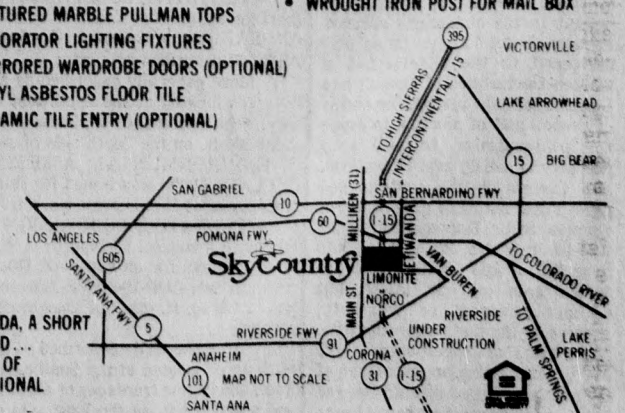 TURED MARBLE PULLMAN TOPS
ORATOR LIGHTING FIXTURES
RORED WARDROBE DOORS (OPTIONAL)
YL ASBESTOS FLOOR TILE
AMIC TILE ENTRY (OPTIONAL)
• WROUGHT IRON POST FOR MAIL BOX
395
VICTORVILLE
TO HIGH SIERRAS
INTERCONTINENTAL I-15
LAKE ARROWHEAD
15
BIG BEAR
SAN GABRIEL
10
SAN BERNARDINO FWY
MILLIKEN (31)
60
I-15
ETIWANDA
LOS ANGELES
POMONA FWY
605
SkyCountry
LIMONITE
VAN BUREN
TO COLORADO RIVER
SANTA ANA FWY
MAIN ST.
NORCO
5
RIVERSIDE FWY
91
RIVERSIDE
UNDER
CONSTRUCTION
TO PALM SPRINGS
LAKE
PERRIS
ANAHEIM
CORONA
101
MAP NOT TO SCALE
31
I-15
SANTA ANA
DA, A SHORT
D...
OF
IONAL